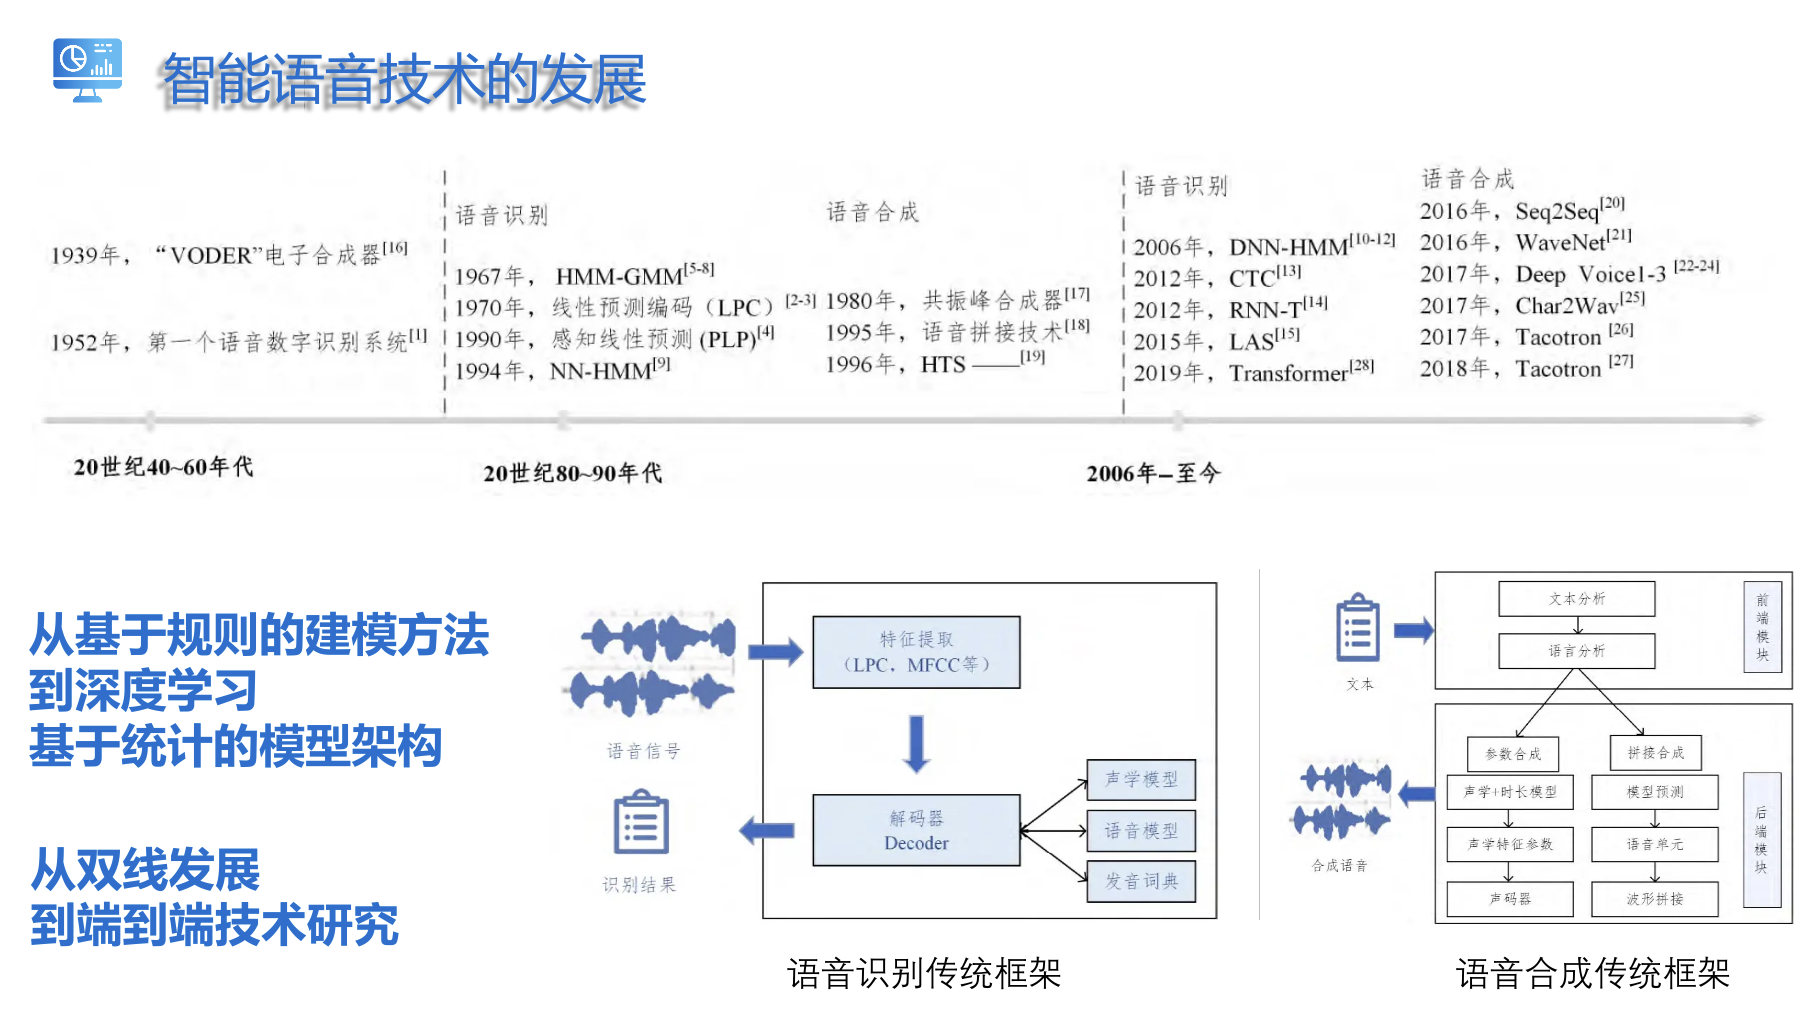 智能语音技术的发展
1939年，“VODER”电子合成器[16]
1952年，第一个语音数字识别系统[1]
语音识别
1967年， HMM-GMM[5-8]
1970年，线性预测编码（LPC）[2-3]
1990年，感知线性预测 (PLP)[4]
1994年，NN-HMM[9]
语音合成
1980年，共振峰合成器[17]
1995年，语音拼接技术[18]
1996年，HTS ——[19]
语音识别
2006年，DNN-HMM[10-12]
2012年，CTC[13]
2012年，RNN-T[14]
2015年，LAS[15]
2019年，Transformer[28]
语音合成
2016年，Seq2Seq[20]
2016年，WaveNet[21]
2017年，Deep Voice1-3 [22-24]
2017年，Char2Wav[25]
2017年，Tacotron [26]
2018年，Tacotron [27]
20世纪40~60年代
20世纪80~90年代
2006年–至今
从基于规则的建模方法
到深度学习
基于统计的模型架构
从双线发展
到端到端技术研究
语音信号
识别结果
特征提取
（LPC，MFCC等）
解码器
Decoder
声学模型
语音模型
发音词典
语音识别传统框架
文本
合成语音
文本分析
语言分析
前端模块
参数合成
声学+时长模型
声学特征参数
声码器
拼接合成
模型预测
语音单元
波形拼接
后端模块
语音合成传统框架